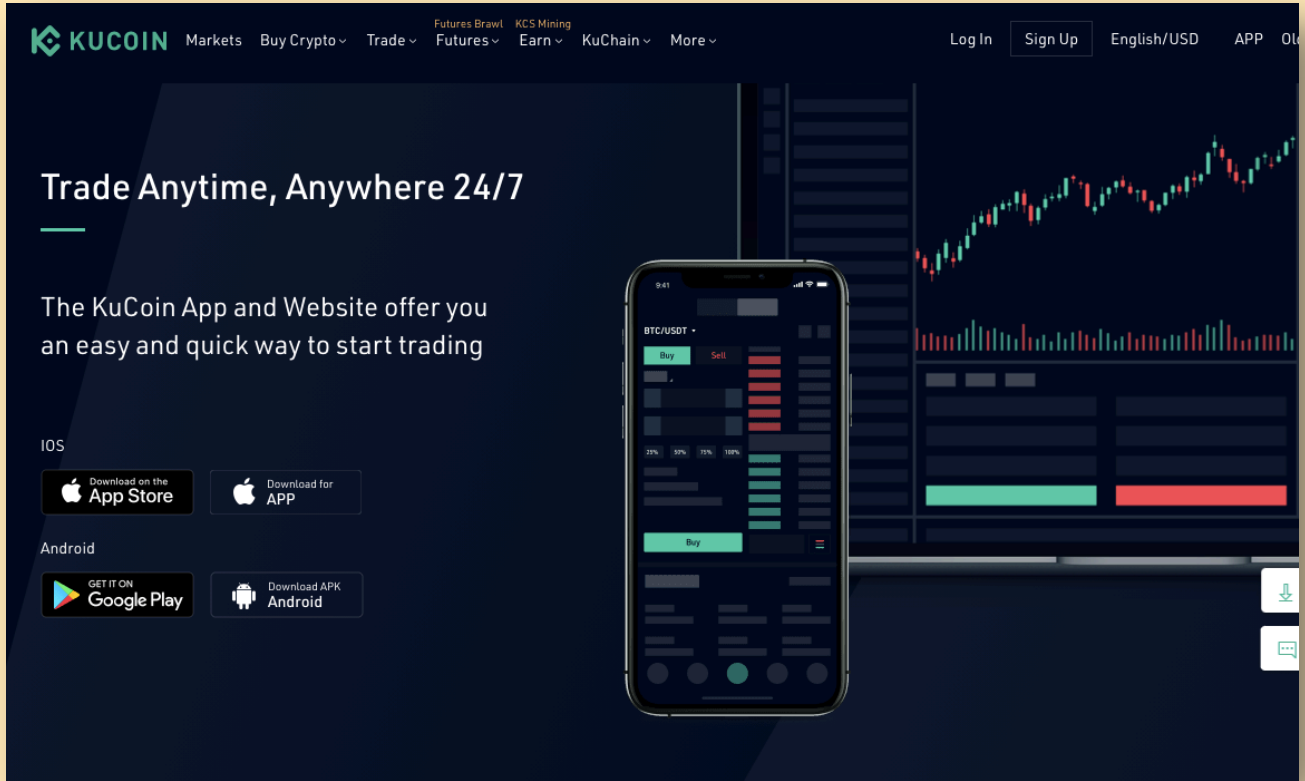 Futures Brawl KCS Mining
KUCOIN Markets Buy Crypto Trade Futures Earn KuChain More Log In Sign Up English/USD APP
Trade Anytime, Anywhere 24/7
The KuCoin App and Website offer you
an easy and quick way to start trading
IOS
Download on the
App Store
Download for
APP
Android
GET IT ON
Google Play
Download APK
Android
9:41
BTC/USDT
Buy Sell
25% 50% 75% 100%
Buy